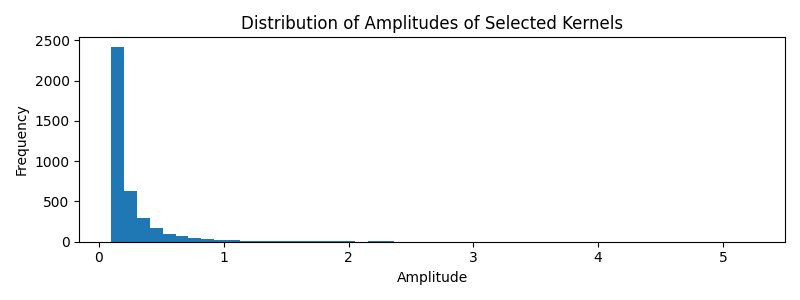 Distribution of Amplitudes of Selected Kernels
2500
2000
1500
1000
500
0
Frequency
0 1 2 3 4 5
Amplitude